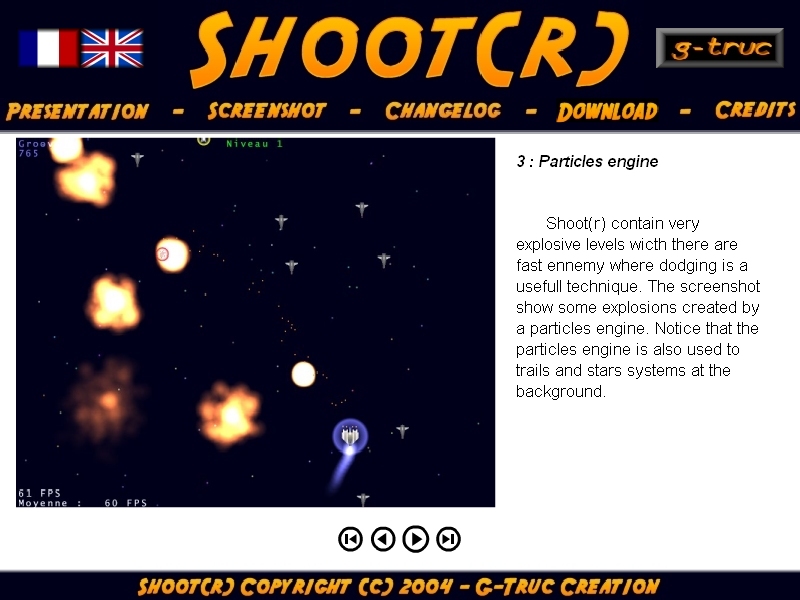 SHOOT(R)
g-truc
PRESENTATION - SCREENSHOT - CHANGELOG - DOWNLOAD - CREDITS
Niveau 1
765
3 : Particles engine
Shoot(r) contain very
explosive levels wicth there are
fast ennemy where dodging is a
usefull technique. The screenshot
show some explosions created by
a particles engine. Notice that the
particles engine is also used to
trails and stars systems at the
background.
61 FPS
Moyenne : 60 FPS
SHOOT(R) COPYRIGHT (C) 2004 - G-TRUC CREATION